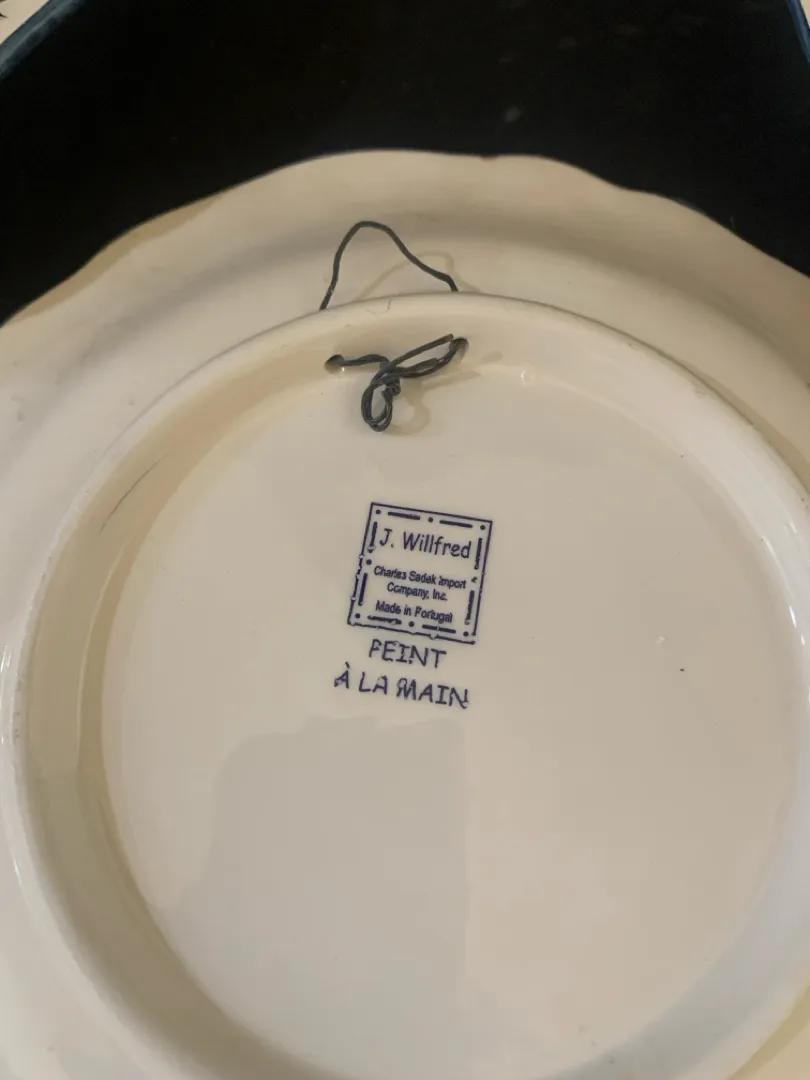 J. Willfred
Charles Sadek Import
Company, Inc.
Made in Portugal
PEINT
À LA MAIN